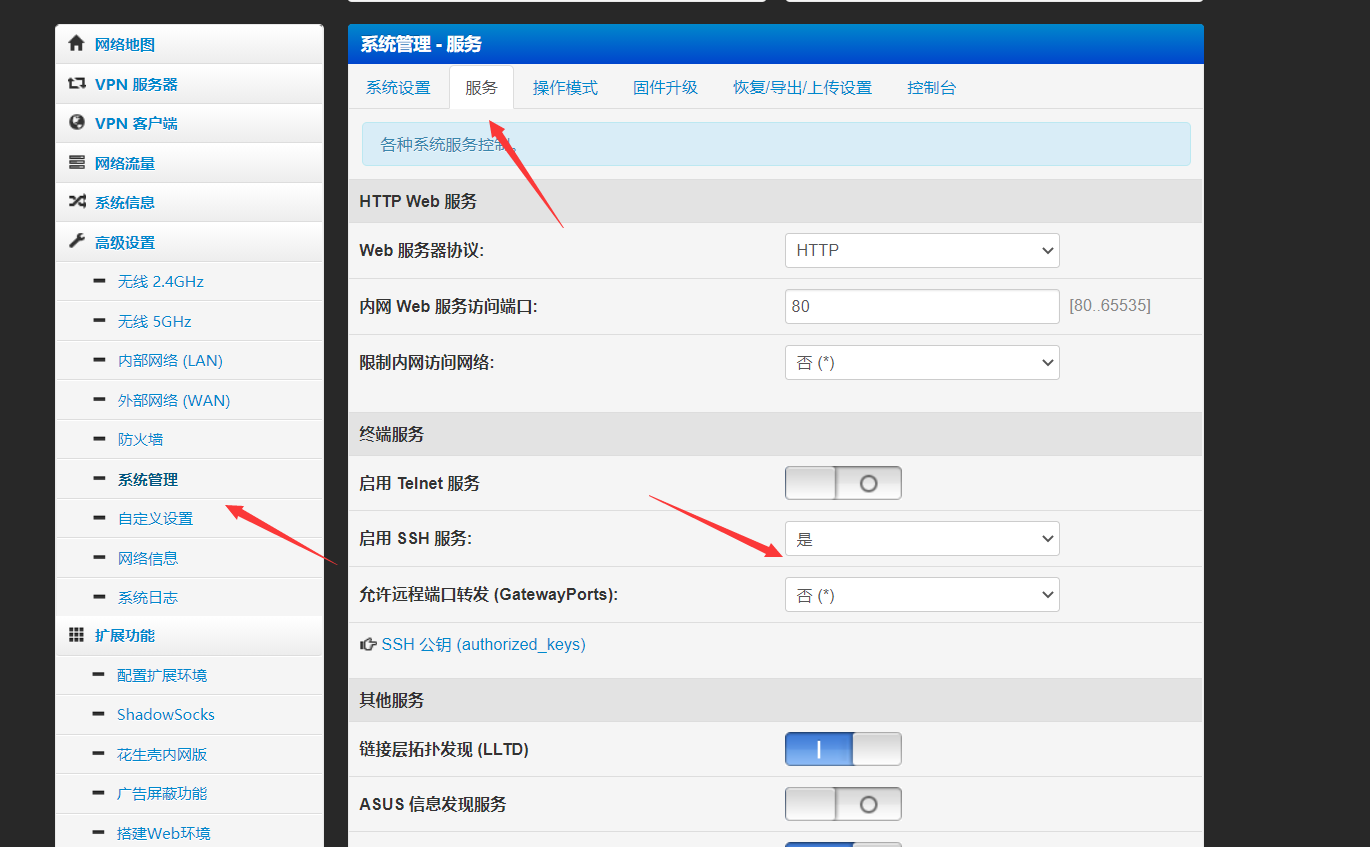 网络地图
VPN 服务器
VPN 客户端
网络流量
系统信息
高级设置
无线 2.4GHz
无线 5GHz
内部网络 (LAN)
外部网络 (WAN)
防火墙
系统管理
自定义设置
网络信息
系统日志
扩展功能
配置扩展环境
ShadowSocks
花生壳内网版
广告屏蔽功能
搭建Web环境
系统管理 - 服务
系统设置 服务 操作模式 固件升级 恢复/导出/上传设置 控制台
各种系统服务控制。
HTTP Web 服务
Web 服务器协议: HTTP
内网 Web 服务访问端口: 80 [80..65535]
限制内网访问网络: 否 (*)
终端服务
启用 Telnet 服务
启用 SSH 服务: 是
允许远程端口转发 (GatewayPorts): 否 (*)
SSH 公钥 (authorized_keys)
其他服务
链接层拓扑发现 (LLTD)
ASUS 信息发现服务